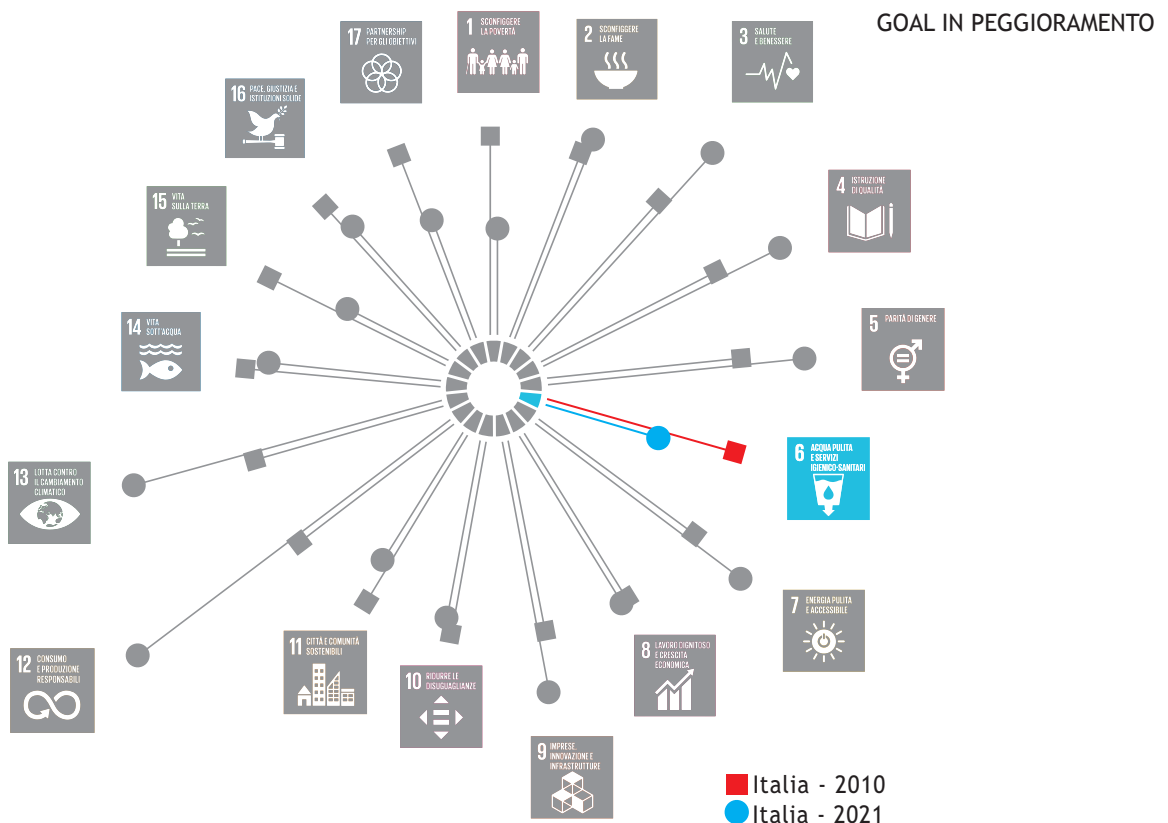 GOAL IN PEGGIORAMENTO
1 SCONFIGGERE
LA POVERTÀ
2 SCONFIGGERE
LA FAME
3 SALUTE
E BENESSERE
4 ISTRUZIONE
DI QUALITÀ
5 PARITÀ DI GENERE
6 ACQUA PULITA
E SERVIZI
IGIENICO-SANITARI
7 ENERGIA PULITA
E ACCESSIBILE
8 LAVORO DIGNITOSO
E CRESCITA
ECONOMICA
9 IMPRESE,
INNOVAZIONE E
INFRASTRUTTURE
10 RIDURRE LE
DISUGUAGLIANZE
11 CITTÀ E COMUNITÀ
SOSTENIBILI
12 CONSUMO
E PRODUZIONE
RESPONSABILI
13 LOTTA CONTRO
IL CAMBIAMENTO
CLIMATICO
14 VITA
SOTT'ACQUA
15 VITA
SULLA TERRA
16 PACE, GIUSTIZIA E
ISTITUZIONI SOLIDE
17 PARTNERSHIP
PER GLI OBIETTIVI
Italia - 2010
Italia - 2021